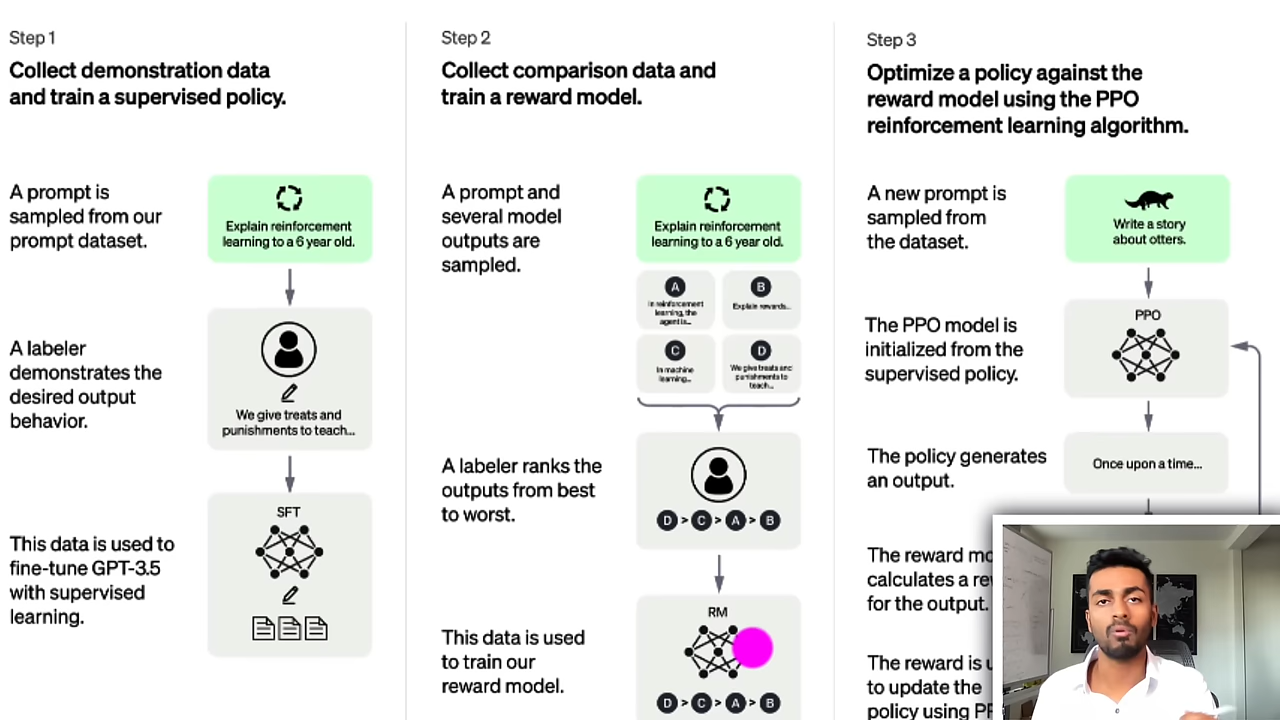 Step 1
Collect demonstration data
and train a supervised policy.
A prompt is
sampled from our
prompt dataset.
Explain reinforcement
learning to a 6 year old.
A labeler
demonstrates the
desired output
behavior.
We give treats and
punishments to teach...
This data is used to
fine-tune GPT-3.5
with supervised
learning.
SFT
Step 2
Collect comparison data and
train a reward model.
A prompt and
several model
outputs are
sampled.
Explain reinforcement
learning to a 6 year old.
A
In reinforcement
learning, the
agent is...
B
Explain rewards...
C
In machine
learning...
D
We give treats and
punishments to
teach...
A labeler ranks the
outputs from best
to worst.
D > C > A > B
This data is used
to train our
reward model.
RM
D > C > A > B
Step 3
Optimize a policy against the
reward model using the PPO
reinforcement learning algorithm.
A new prompt is
sampled from
the dataset.
Write a story
about otters.
The PPO model is
initialized from the
supervised policy.
PPO
The policy generates
an output.
Once upon a time...
The reward
calculates a
for the output.
The reward is
to update the
policy using